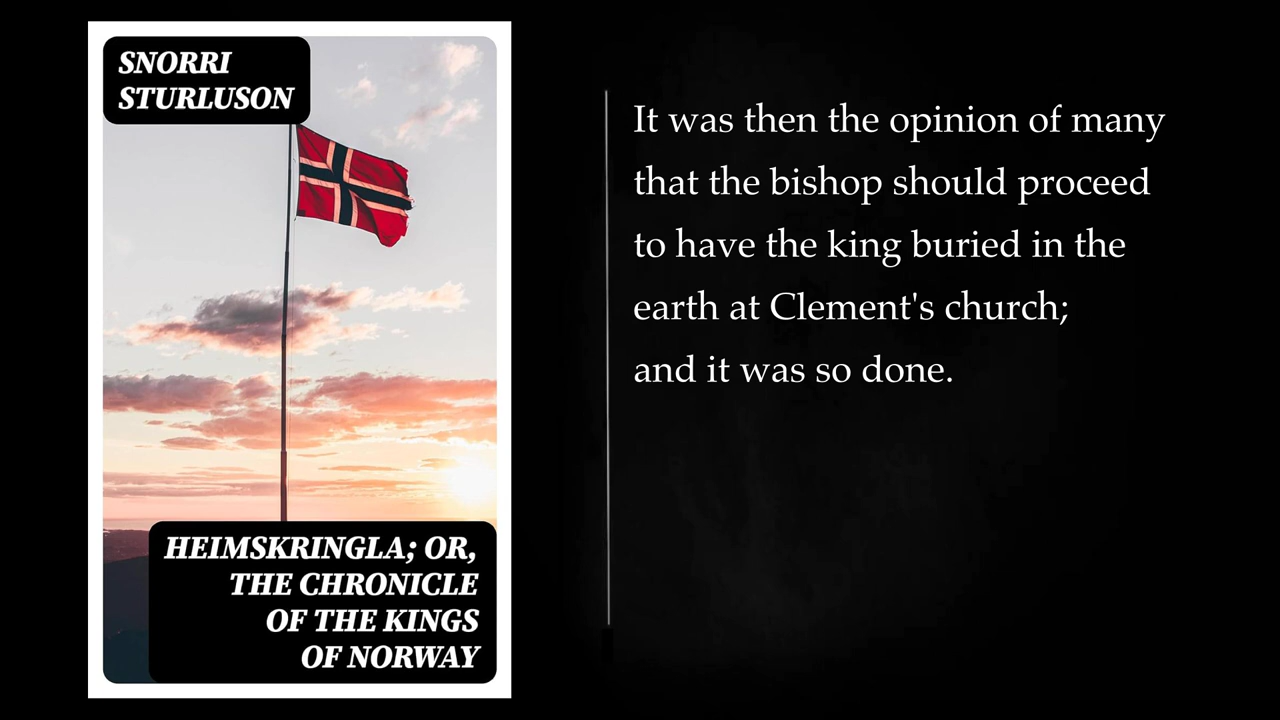 SNORRI
STURLUSON
HEIMSKRINGLA; OR,
THE CHRONICLE
OF THE KINGS
OF NORWAY
It was then the opinion of many
that the bishop should proceed
to have the king buried in the
earth at Clement's church;
and it was so done.